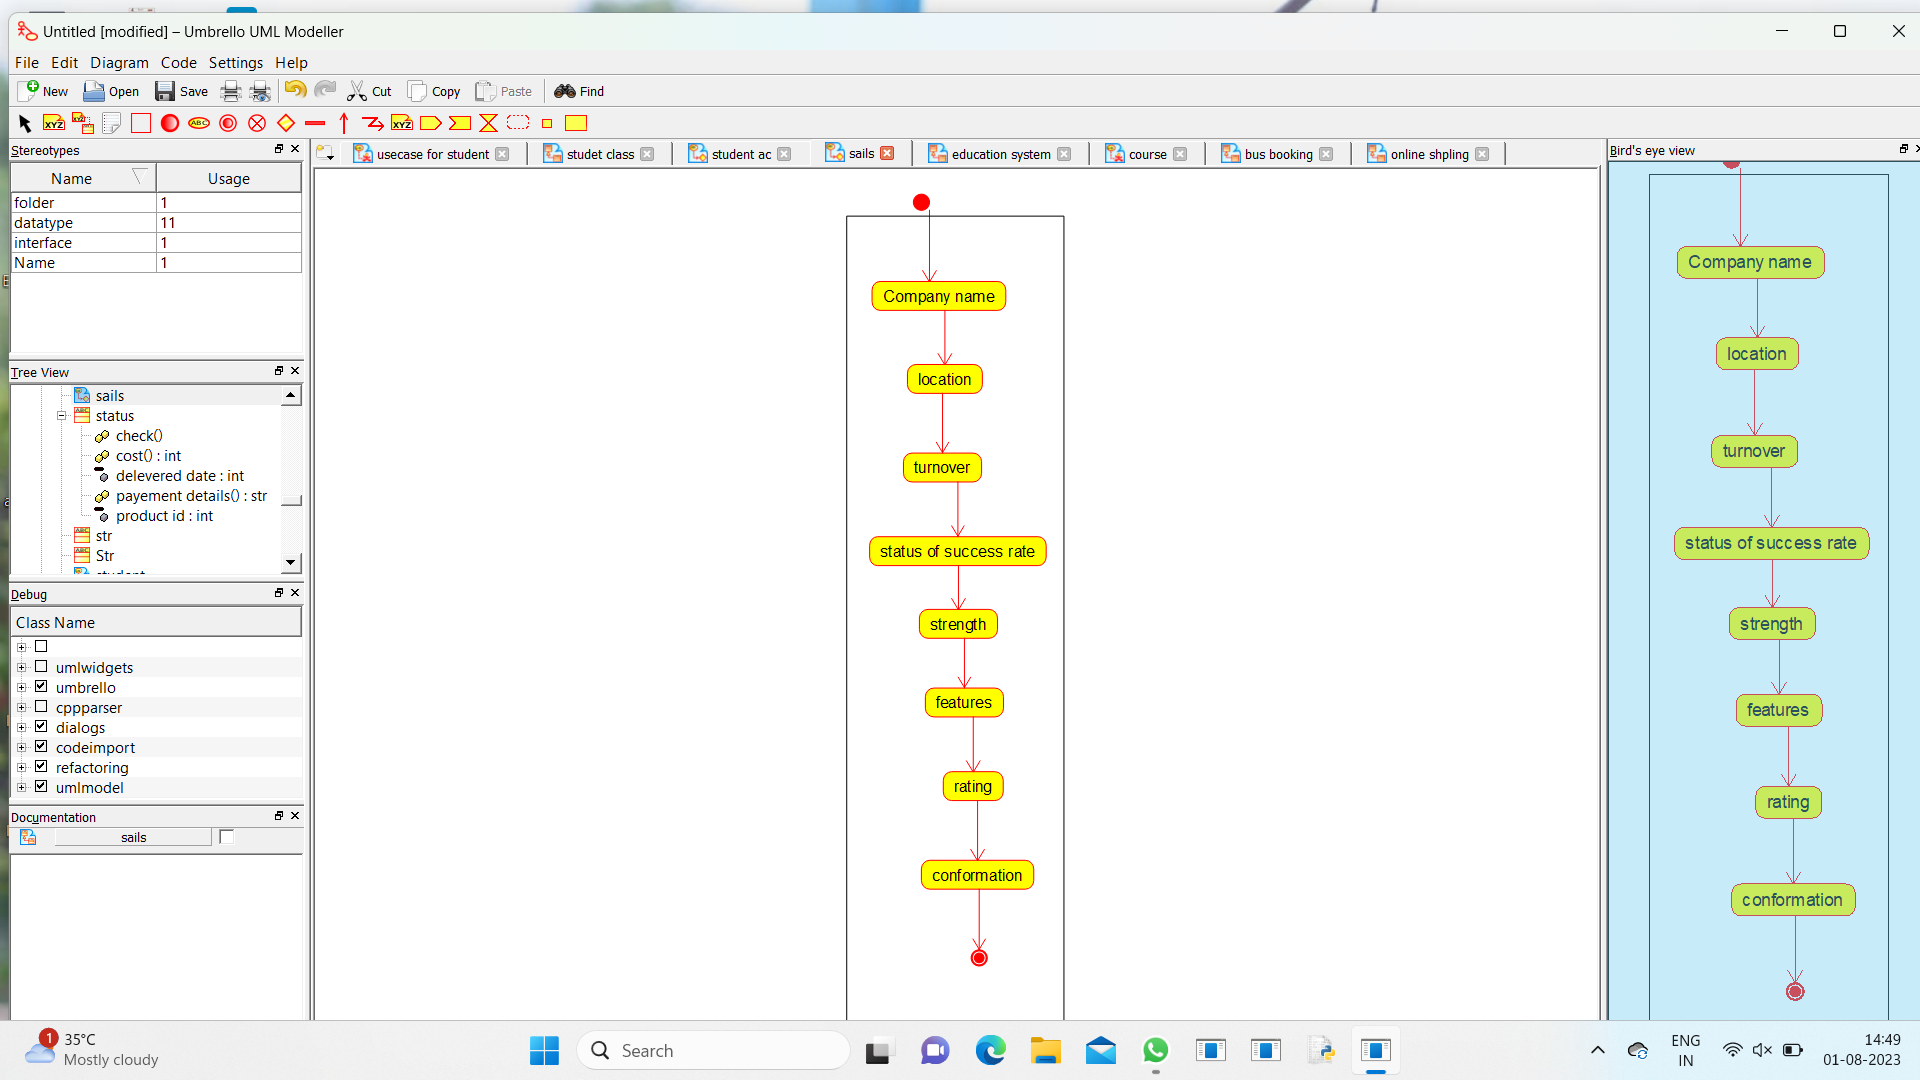 Untitled [modified] – Umbrello UML Modeller
File Edit Diagram Code Settings Help
New Open Save Cut Copy Paste Find
XYZ ABC XYZ
Stereotypes
Name Usage
folder 1
datatype 11
interface 1
Name 1
Tree View
sails
status
check()
cost() : int
delevered date : int
payement details() : str
product id : int
str
Str
student
Debug
Class Name
umlwidgets
umbrello
cppparser
dialogs
codeimport
refactoring
umlmodel
Documentation
sails
usecase for student studet class student ac sails education system course bus booking online shpling
Company name
location
turnover
status of success rate
strength
features
rating
conformation
Bird's eye view
Company name
location
turnover
status of success rate
strength
features
rating
conformation
1
35°C
Mostly cloudy
Search
ENG
IN
14:49
01-08-2023